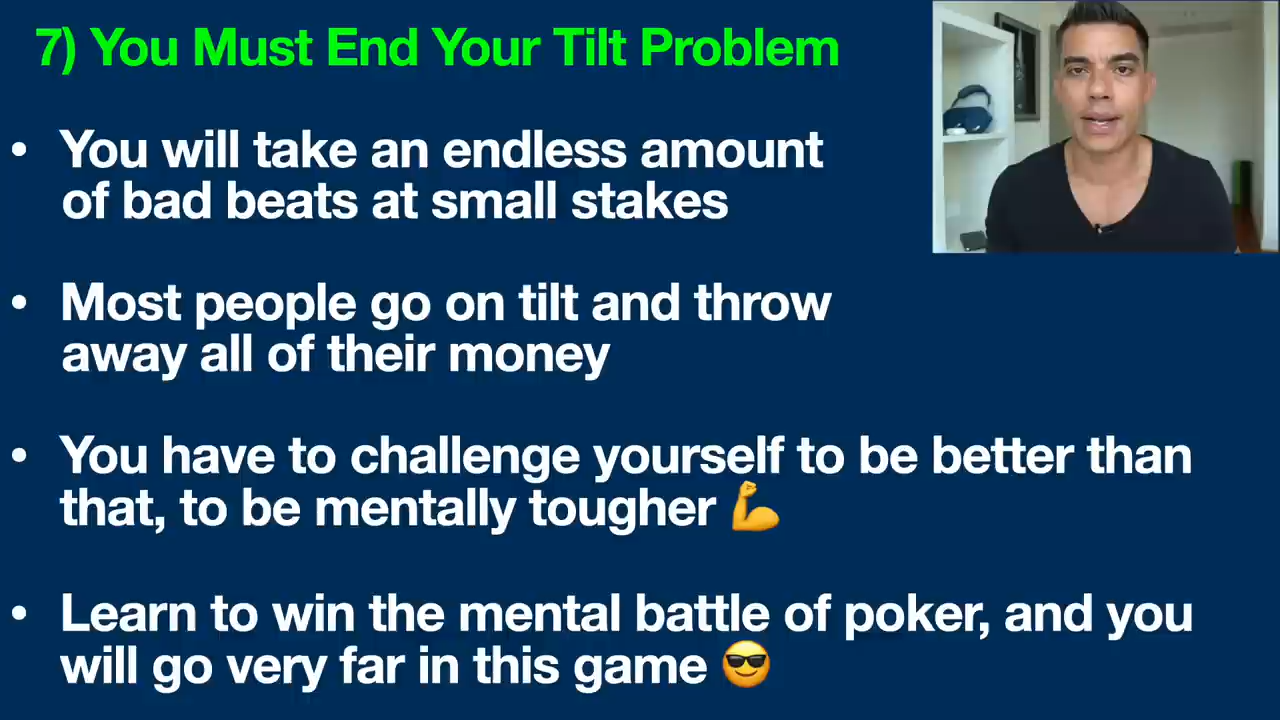 7) You Must End Your Tilt Problem
• You will take an endless amount
of bad beats at small stakes
• Most people go on tilt and throw
away all of their money
• You have to challenge yourself to be better than
that, to be mentally tougher 💪
• Learn to win the mental battle of poker, and you
will go very far in this game 😎